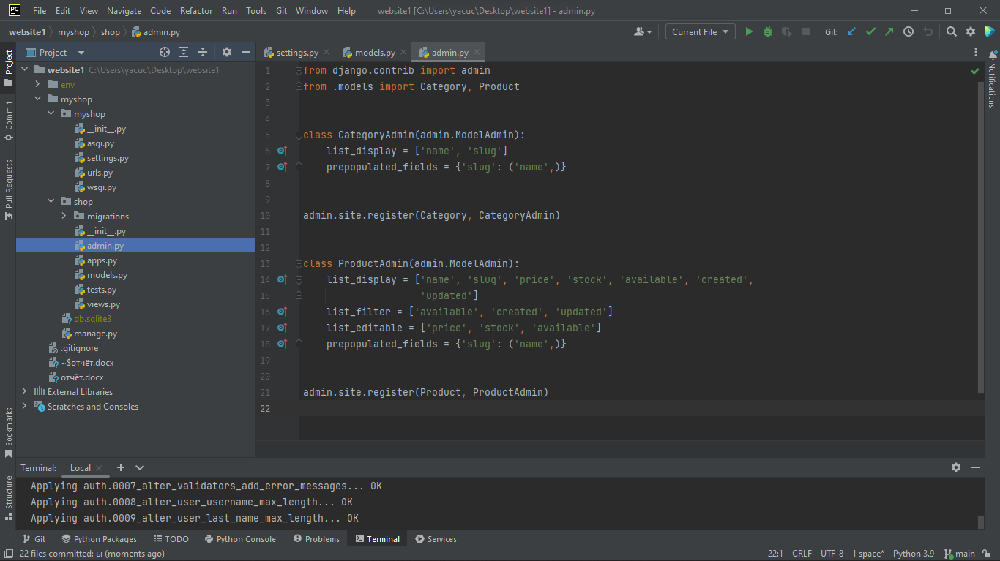 PC File Edit View Navigate Code Refactor Run Tools Git Window Help website1 [C:\Users\yacuc\Desktop\website1] - admin.py
website1 myshop shop admin.py Current File Git:
Project
settings.py models.py admin.py
Project
Commit
Pull Requests
Bookmarks
Structure
Notifications
website1 C:\Users\yacuc\Desktop\website1
env
myshop
myshop
__init__.py
asgi.py
settings.py
urls.py
wsgi.py
shop
migrations
__init__.py
admin.py
apps.py
models.py
tests.py
views.py
db.sqlite3
manage.py
.gitignore
~$отчёт.docx
отчёт.docx
External Libraries
Scratches and Consoles
1 from django.contrib import admin
2 from .models import Category, Product
3
4
5 class CategoryAdmin(admin.ModelAdmin):
6 list_display = ['name', 'slug']
7 prepopulated_fields = {'slug': ('name',)}
8
9
10 admin.site.register(Category, CategoryAdmin)
11
12
13 class ProductAdmin(admin.ModelAdmin):
14 list_display = ['name', 'slug', 'price', 'stock', 'available', 'created',
15 'updated']
16 list_filter = ['available', 'created', 'updated']
17 list_editable = ['price', 'stock', 'available']
18 prepopulated_fields = {'slug': ('name',)}
19
20
21 admin.site.register(Product, ProductAdmin)
22
Terminal: Local
Applying auth.0007_alter_validators_add_error_messages... OK
Applying auth.0008_alter_user_username_max_length... OK
Applying auth.0009_alter_user_last_name_max_length... OK
Git Python Packages TODO Python Console Problems Terminal Services
22 files committed: ы (moments ago) 22:1 CRLF UTF-8 1 space* Python 3.9 main